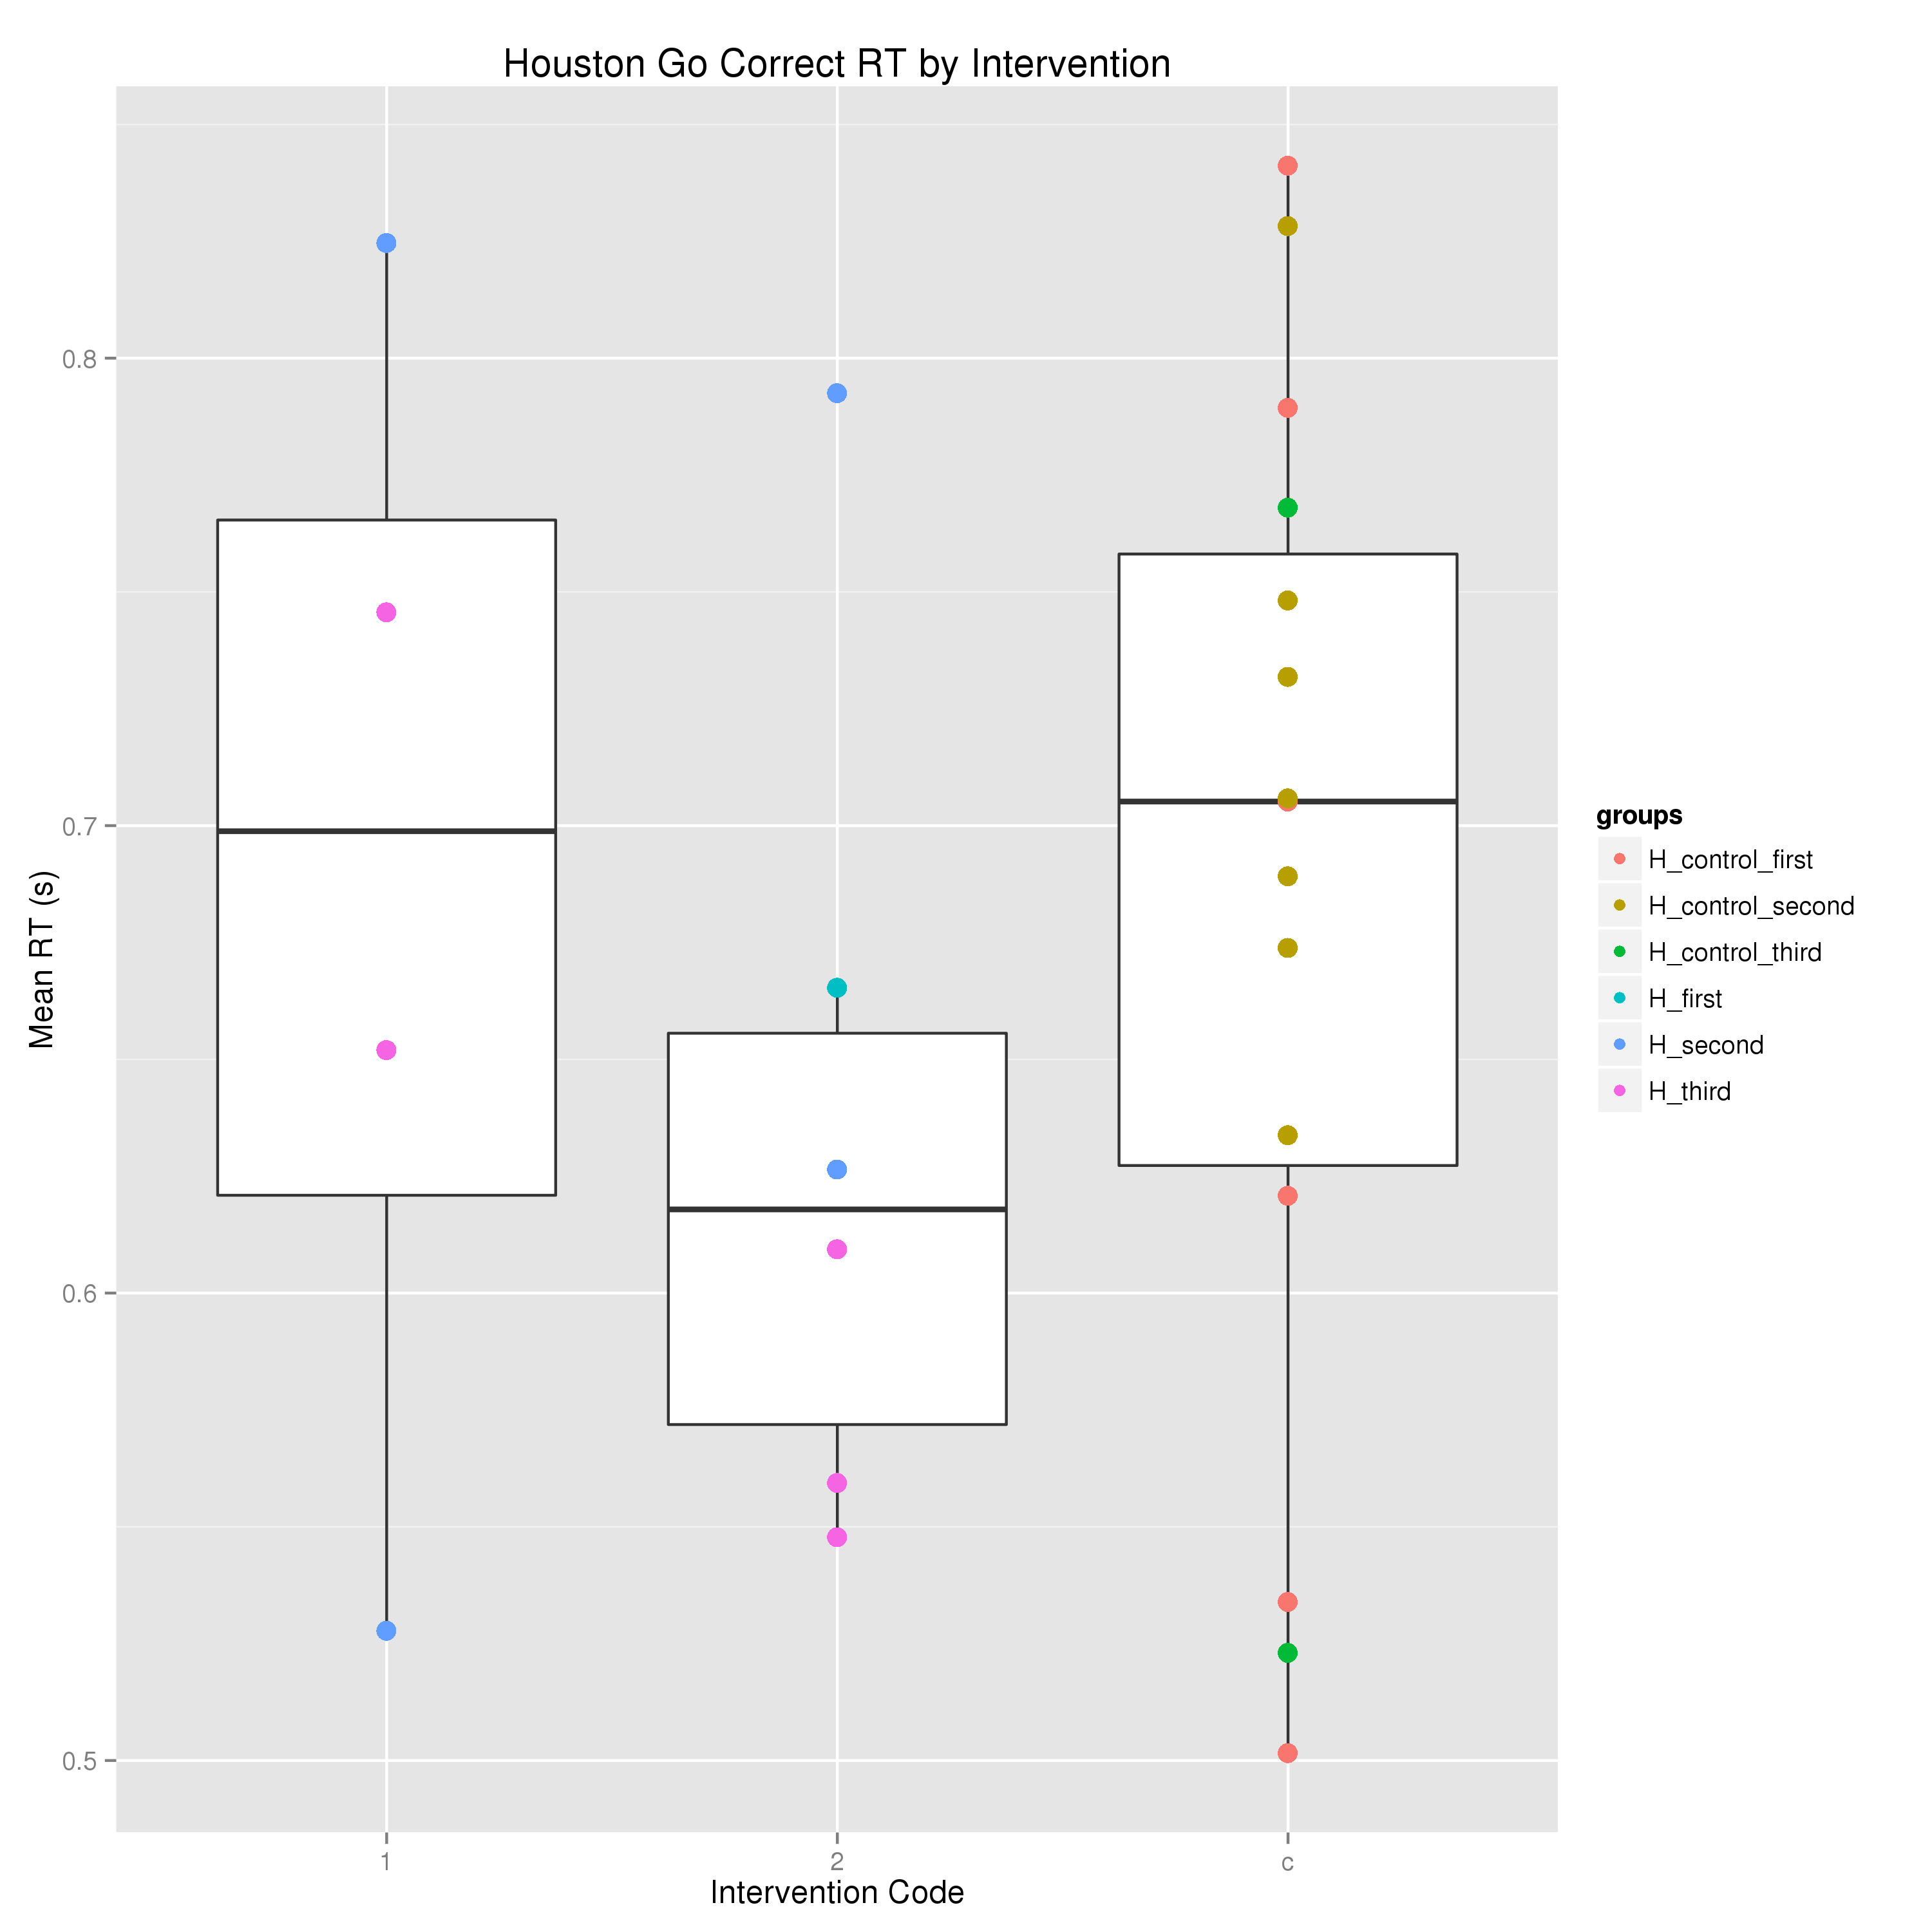 Houston Go Correct RT by Intervention
Mean RT (s)
0.8
0.7
0.6
0.5
1
2
c
Intervention Code
groups
H_control_first
H_control_second
H_control_third
H_first
H_second
H_third